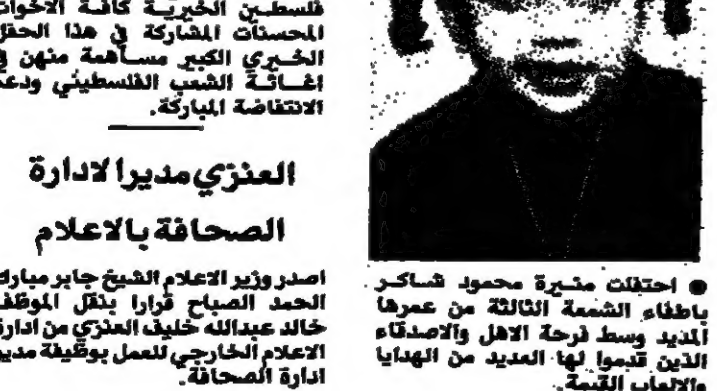 ● احتفلت منيرة محمود شاكر
باطفاء الشمعة الثالثة من عمرها
المديد وسط فرحة الاهل والاصدقاء
الذين قدموا لها العديد من الهدايا
والالعاب القيمة.
فلسطين الخيرية كافة الاخوات
المحسنات المشاركة في هذا الحقل
الخيري الكبير مساهمة منهن في
اغاثة الشعب الفلسطيني ودعم
الانتفاضة المباركة.
العنزي مديرا لادارة
الصحافة بالاعلام
اصدر وزير الاعلام الشيخ جابر مبارك
الحمد الصباح قرارا بنقل الموظف
خالد عبدالله خليف العنزي من ادارة
الاعلام الخارجي للعمل بوظيفة مدير
ادارة الصحافة.